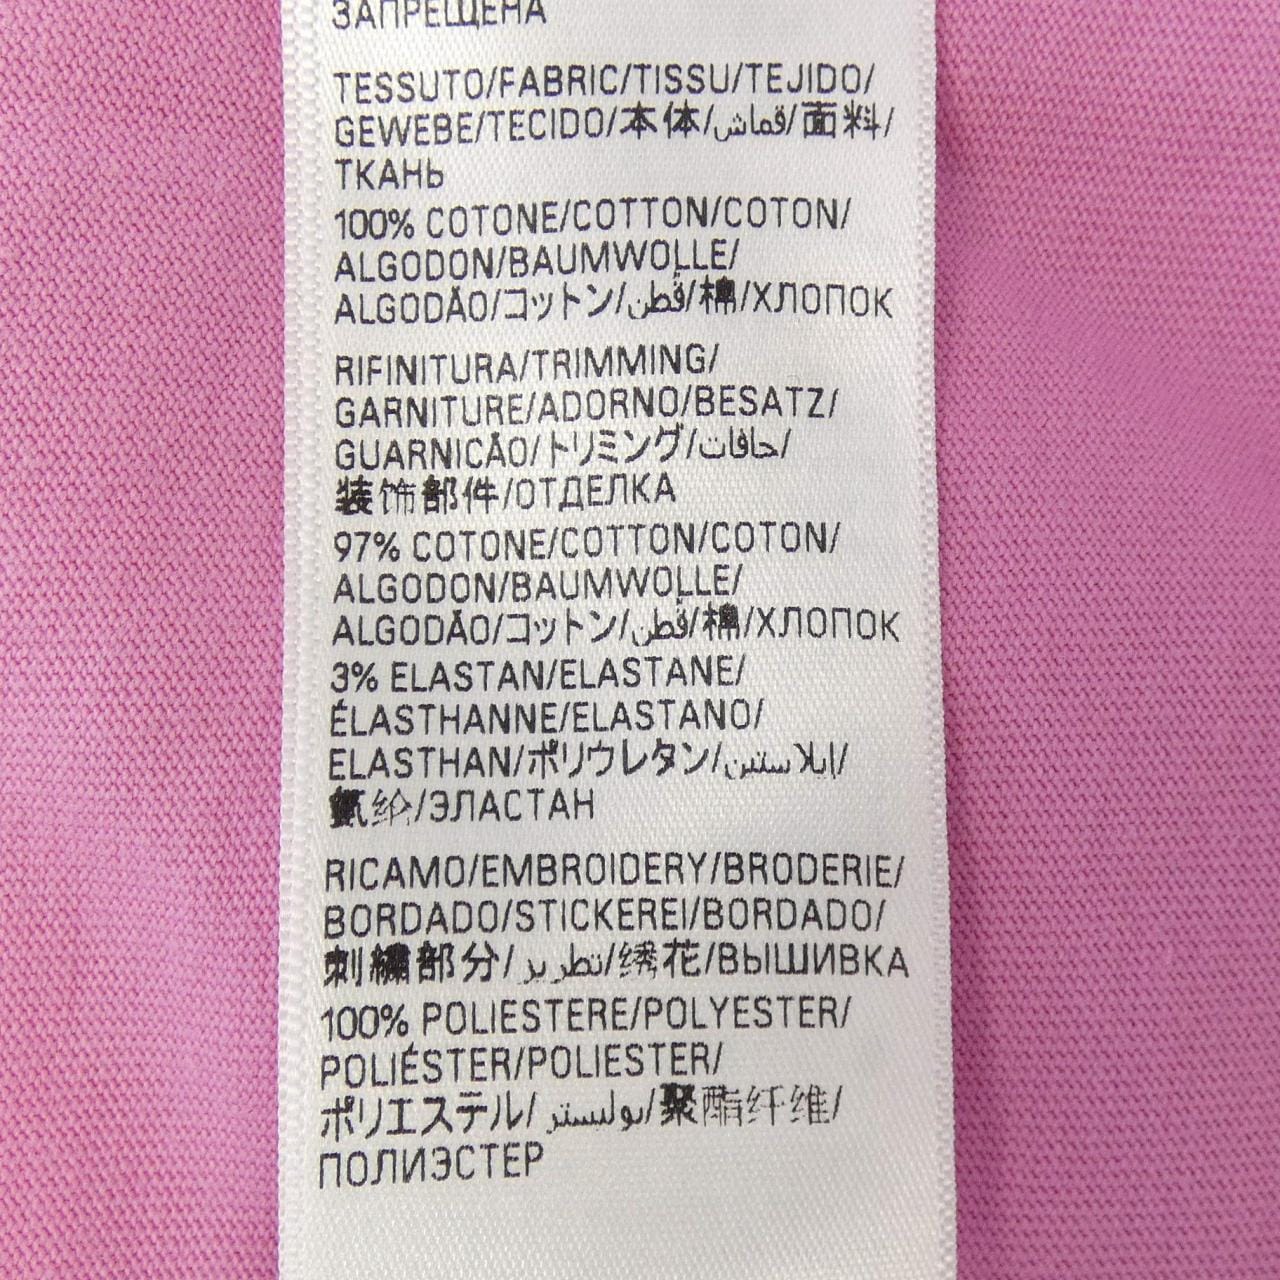 ЗАПРЕЩЕНА
TESSUTO/FABRIC/TISSU/TEJIDO/
GEWEBE/TECIDO/本体/قماش/面料/
ТКАНЬ
100% COTONE/COTTON/COTON/
ALGODON/BAUMWOLLE/
ALGODÃO/コットン/قُطن/棉/ХЛОПОК
RIFINITURA/TRIMMING/
GARNITURE/ADORNO/BESATZ/
GUARNICÃO/トリミング/حافات/
装饰部件/ОТДЕЛКА
97% COTONE/COTTON/COTON/
ALGODON/BAUMWOLLE/
ALGODÃO/コットン/قُطن/棉/ХЛОПОК
3% ELASTAN/ELASTANE/
ÉLASTHANNE/ELASTANO/
ELASTHAN/ポリウレタン/إيلاستين/
氨纶/ЭЛАСТАН
RICAMO/EMBROIDERY/BRODERIE/
BORDADO/STICKEREI/BORDADO/
刺繍部分/تطريز/绣花/ВЫШИВКА
100% POLIESTERE/POLYESTER/
POLIÉSTER/POLIESTER/
ポリエステル/بوليستر/聚酯纤维/
ПОЛИЭСТЕР